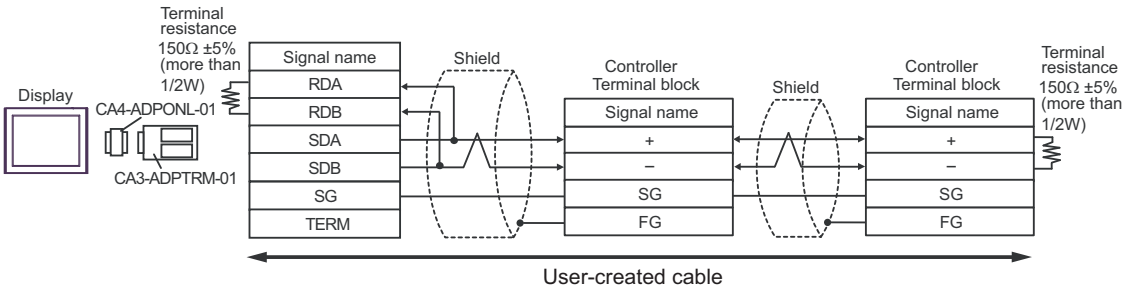 Terminal
resistance
150Ω ±5%
(more than
1/2W)
Display
CA4-ADPONL-01
CA3-ADPTRM-01
Signal name
RDA
RDB
SDA
SDB
SG
TERM
Shield
Controller
Terminal block
Signal name
+
–
SG
FG
Shield
Controller
Terminal block
Signal name
+
–
SG
FG
Terminal
resistance
150Ω ±5%
(more than
1/2W)
User-created cable